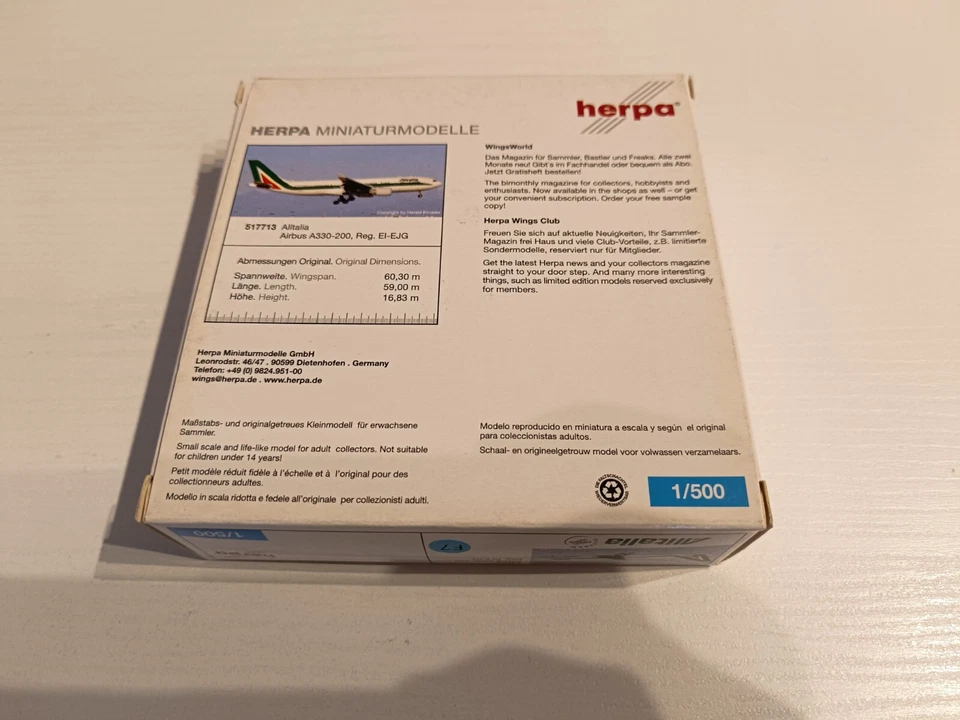 herpa
HERPA MINIATURMODELLE
517713 Alitalia
Airbus A330-200, Reg. EI-EJG
Abmessungen Original. Original Dimensions.
Spannweite. Wingspan. 60,30 m
Länge. Length. 59,00 m
Höhe. Height. 16,83 m
WingsWorld
Das Magazin für Sammler, Bastler und Freaks. Alle zwei
Monate neu! Gibt's im Fachhandel oder bequem als Abo.
Jetzt Gratisheft bestellen!
The bimonthly magazine for collectors, hobbyists and
enthusiasts. Now available in the shops as well – or get
your convenient subscription. Order your free sample
copy!
Herpa Wings Club
Freuen Sie sich auf aktuelle Neuigkeiten, Ihr Sammler-
Magazin frei Haus und viele Club-Vorteile, z.B. limitierte
Sondermodelle, reserviert nur für Mitglieder.
Get the latest Herpa news and your collectors magazine
straight to your door step. And many more interesting
things, such as limited edition models reserved exclusively
for members.
Herpa Miniaturmodelle GmbH
Leonrodstr. 46/47 . 90599 Dietenhofen . Germany
Telefon: +49 (0) 9824.951-00
wings@herpa.de . www.herpa.de
Maßstabs- und originalgetreues Kleinmodell für erwachsene
Sammler.
Small scale and life-like model for adult collectors. Not suitable
for children under 14 years!
Petit modèle réduit fidèle à l'échelle et à l'original pour des
collectionneurs adultes.
Modello in scala ridotta e fedele all'originale per collezionisti adulti.
Modelo reproducido en miniatura a escala y según el original
para coleccionistas adultos.
Schaal- en origineelgetrouw model voor volwassen verzamelaars.
1/500
1/500
F7
Alitalia